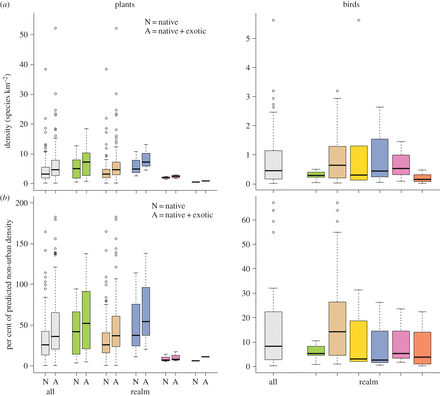 (a) plants birds
N = native
A = native + exotic
density (species km⁻²)
50
40
30
20
10
0
5
4
3
2
1
0
N A N A N A N A N A
(b)
N = native
A = native + exotic
per cent of predicted non-urban density
200
150
100
50
0
60
50
40
30
20
10
0
N A N A N A N A N A N A
all realm all realm